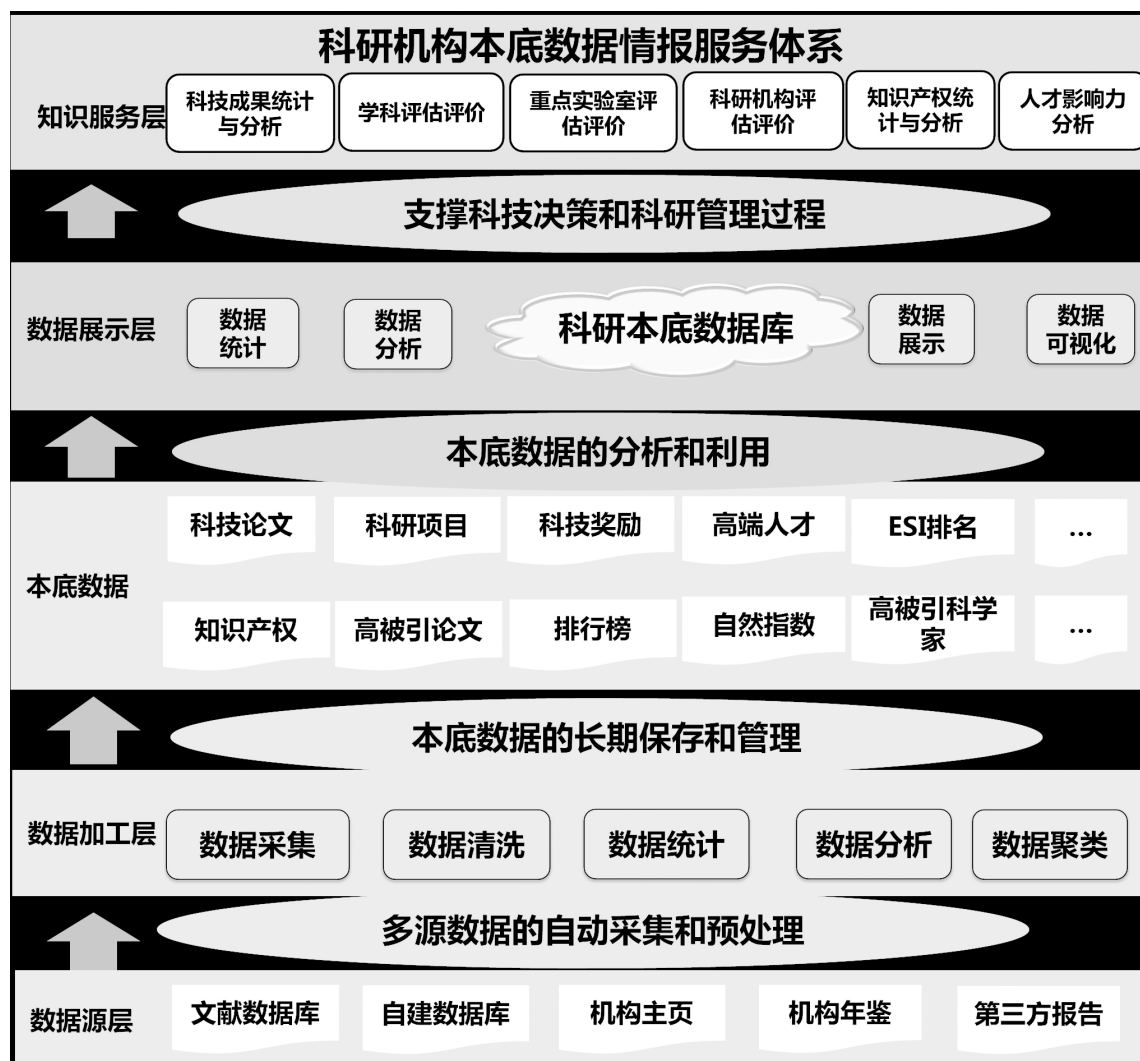 科研机构本底数据情报服务体系
知识服务层
科技成果统计
与分析
学科评估评价
重点实验室评
估评价
科研机构评
估评价
知识产权统
计与分析
人才影响力
分析
支撑科技决策和科研管理过程
数据展示层
数据
统计
数据
分析
科研本底数据库
数据
展示
数据
可视化
本底数据的分析和利用
本底数据
科技论文
科研项目
科技奖励
高端人才
ESI排名
...
知识产权
高被引论文
排行榜
自然指数
高被引科学
家
...
本底数据的长期保存和管理
数据加工层
数据采集
数据清洗
数据统计
数据分析
数据聚类
多源数据的自动采集和预处理
数据源层
文献数据库
自建数据库
机构主页
机构年鉴
第三方报告